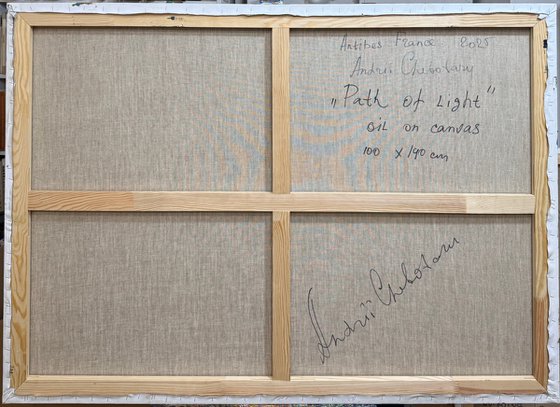 Antibes France 2025
Andrii Chebotaru
„Path of Light"
oil on canvas
100 x 140 cm
Andrii Chebotaru